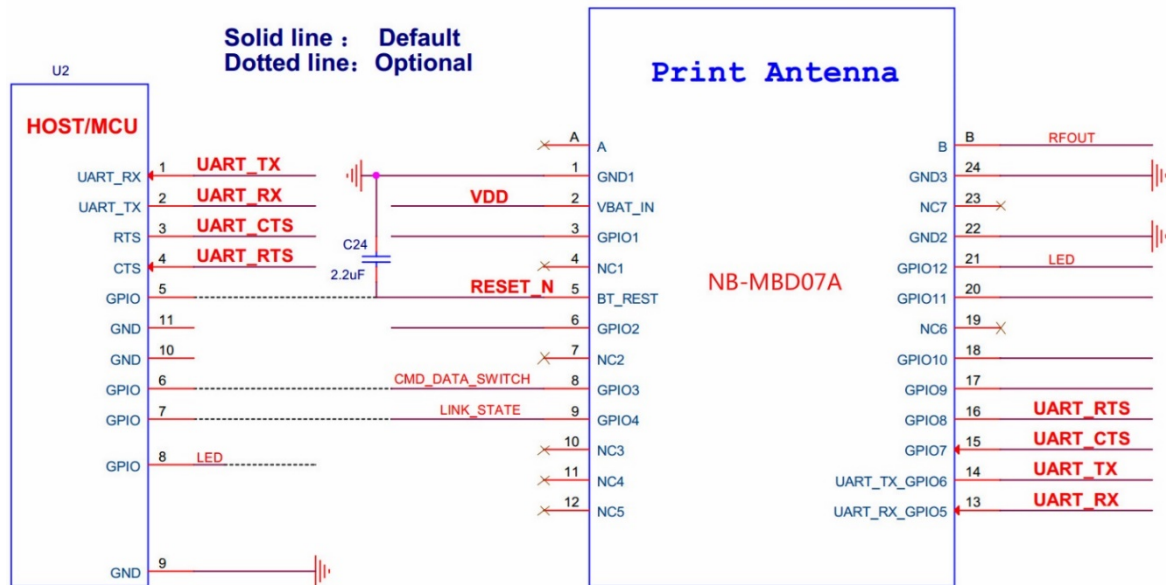 Solid line： Default
Dotted line： Optional
U2
HOST/MCU
UART_RX 1 UART_TX
UART_TX 2 UART_RX
RTS 3 UART_CTS
CTS 4 UART_RTS
GPIO 5
GND 11
GND 10
GPIO 6
GPIO 7
GPIO 8 LED
GND 9
C24
2.2uF
VDD
RESET_N
CMD_DATA_SWITCH
LINK_STATE
Print Antenna
NB-MBD07A
A A
1 GND1
2 VBAT_IN
3 GPIO1
4 NC1
5 BT_REST
6 GPIO2
7 NC2
8 GPIO3
9 GPIO4
10 NC3
11 NC4
12 NC5
B B RFOUT
GND3 24
NC7 23
GND2 22
GPIO12 21 LED
GPIO11 20
NC6 19
GPIO10 18
GPIO9 17
GPIO8 16 UART_RTS
GPIO7 15 UART_CTS
UART_TX_GPIO6 14 UART_TX
UART_RX_GPIO5 13 UART_RX